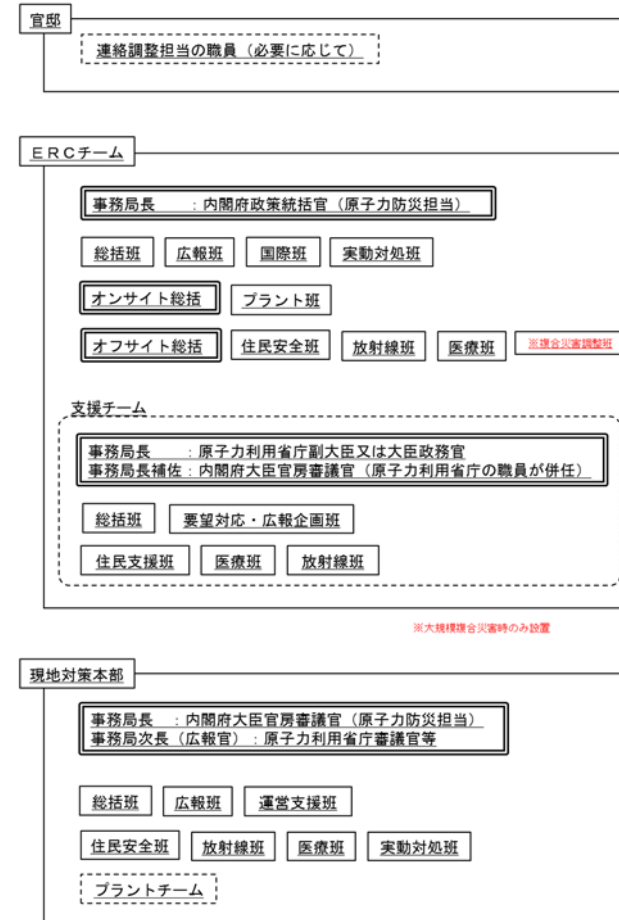 官邸
連絡調整担当の職員（必要に応じて）
ＥＲＣチーム
事務局長　　：内閣府政策統括官（原子力防災担当）
総括班　広報班　国際班　実動対処班
オンサイト総括　プラント班
オフサイト総括　住民安全班　放射線班　医療班　※複合災害調整班
支援チーム
事務局長　　：原子力利用省庁副大臣又は大臣政務官
事務局長補佐：内閣府大臣官房審議官（原子力利用省庁の職員が併任）
総括班　要望対応・広報企画班
住民支援班　医療班　放射線班
※大規模複合災害時のみ設置
現地対策本部
事務局長　　：内閣府大臣官房審議官（原子力防災担当）
事務局次長（広報官）：原子力利用省庁審議官等
総括班　広報班　運営支援班
住民安全班　放射線班　医療班　実動対処班
プラントチーム